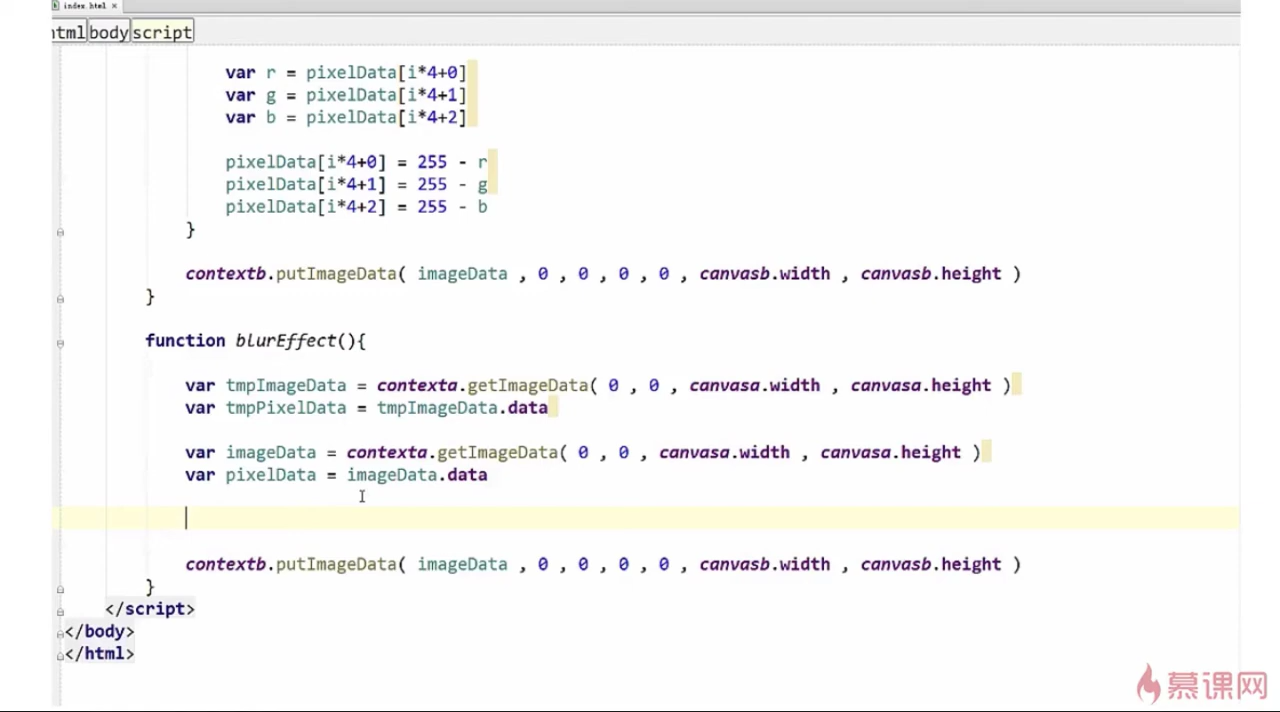 index.html ×
html body script
var r = pixelData[i*4+0]
var g = pixelData[i*4+1]
var b = pixelData[i*4+2]
pixelData[i*4+0] = 255 - r
pixelData[i*4+1] = 255 - g
pixelData[i*4+2] = 255 - b
}
contextb.putImageData( imageData , 0 , 0 , 0 , 0 , canvasb.width , canvasb.height )
}
function blurEffect(){
var tmpImageData = contexta.getImageData( 0 , 0 , canvasa.width , canvasa.height )
var tmpPixelData = tmpImageData.data
var imageData = contexta.getImageData( 0 , 0 , canvasa.width , canvasa.height )
var pixelData = imageData.data
contextb.putImageData( imageData , 0 , 0 , 0 , 0 , canvasb.width , canvasb.height )
}
</script>
</body>
</html>
慕课网